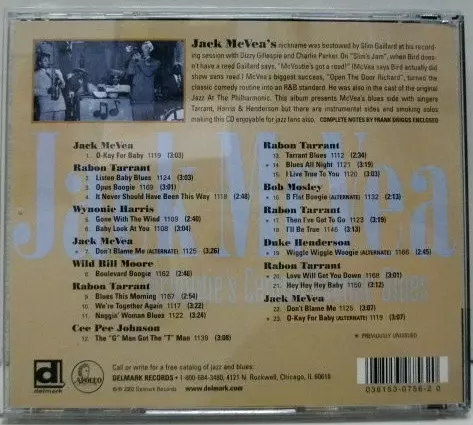 Jack McVea's nickname was bestowed by Slim Gaillard at his recording
session with Dizzy Gillespie and Charlie Parker. On "Slim's Jam", when Bird doesn't
have a reed Gaillard says, "McVoutie's got a reed!" (McVea says Bird actually did
show sans reed.) McVea's biggest success, "Open The Door Richard", turned the
classic comedy routine into an R&B standard. He was also in the cast of the original
Jazz At The Philharmonic. This album presents McVea's blues side with singers
Tarrant, Harris & Henderson but there are instrumental sides and smoking solos
making this CD enjoyable for jazz fans also. COMPLETE NOTES BY FRANK DRIGGS ENCLOSED
Jack McVea
Jack McVea
1. O-Kay For Baby 1119 (3:03)
Rabon Tarrant
2. Listen Baby Blues 1124 (3:03)
3. Opus Boogie 1169 (3:01)
4. It Never Should Have Been This Way 1118 (2:48)
Wynonie Harris
5. Gone With The Wind 1109 (2:40)
6. Baby Look At You 1108 (3:04)
Jack McVea
• 7. Don't Blame Me (ALTERNATE) 1125 (3:26)
Wild Bill Moore
8. Boulevard Boogie 1162
Rabon Tarrant
9. Blues This Morning 1167 (2:54)
10. We're Together Again 1117 (3:22)
11. Naggin' Woman Blues 1122 (3:24)
Cee Pee Johnson
12. The "G" Man Got The "T" Man 1139 (3:08)
Rabon Tarrant
13. Tarrant Blues 1112 (2:34)
• 14. Blues All Night 1121 (3:19)
15. I Live True To You 1120 (3:03)
Bob Mosley
• 16. B Flat Boogie (ALTERNATE) 1132 (2:13)
Rabon Tarrant
• 17. Then I've Got To Go 1123 (3:19)
18. I'll Be True 1146 (3:13)
Duke Henderson
• 19. Wiggle Wiggle Woogie (ALTERNATE) 1166 (2:45)
Rabon Tarrant
• 20. Love Will Get You Down 1168 (3:01)
21. Hey Hey Hey Baby 1150 (3:12)
Jack McVea
22. Don't Blame Me 1125 (3:07)
• 23. O-Kay For Baby (ALTERNATE) 1119 (3:07)
• PREVIOUSLY UNISSUED
delmark
APOLLO
Call or write for a free catalog of jazz and blues:
DELMARK RECORDS • 1-800-684-3480, 4121 N. Rockwell, Chicago, IL 60618
℗ © 2002 Delmark Records
www.delmark.com
038153-0756-2 0